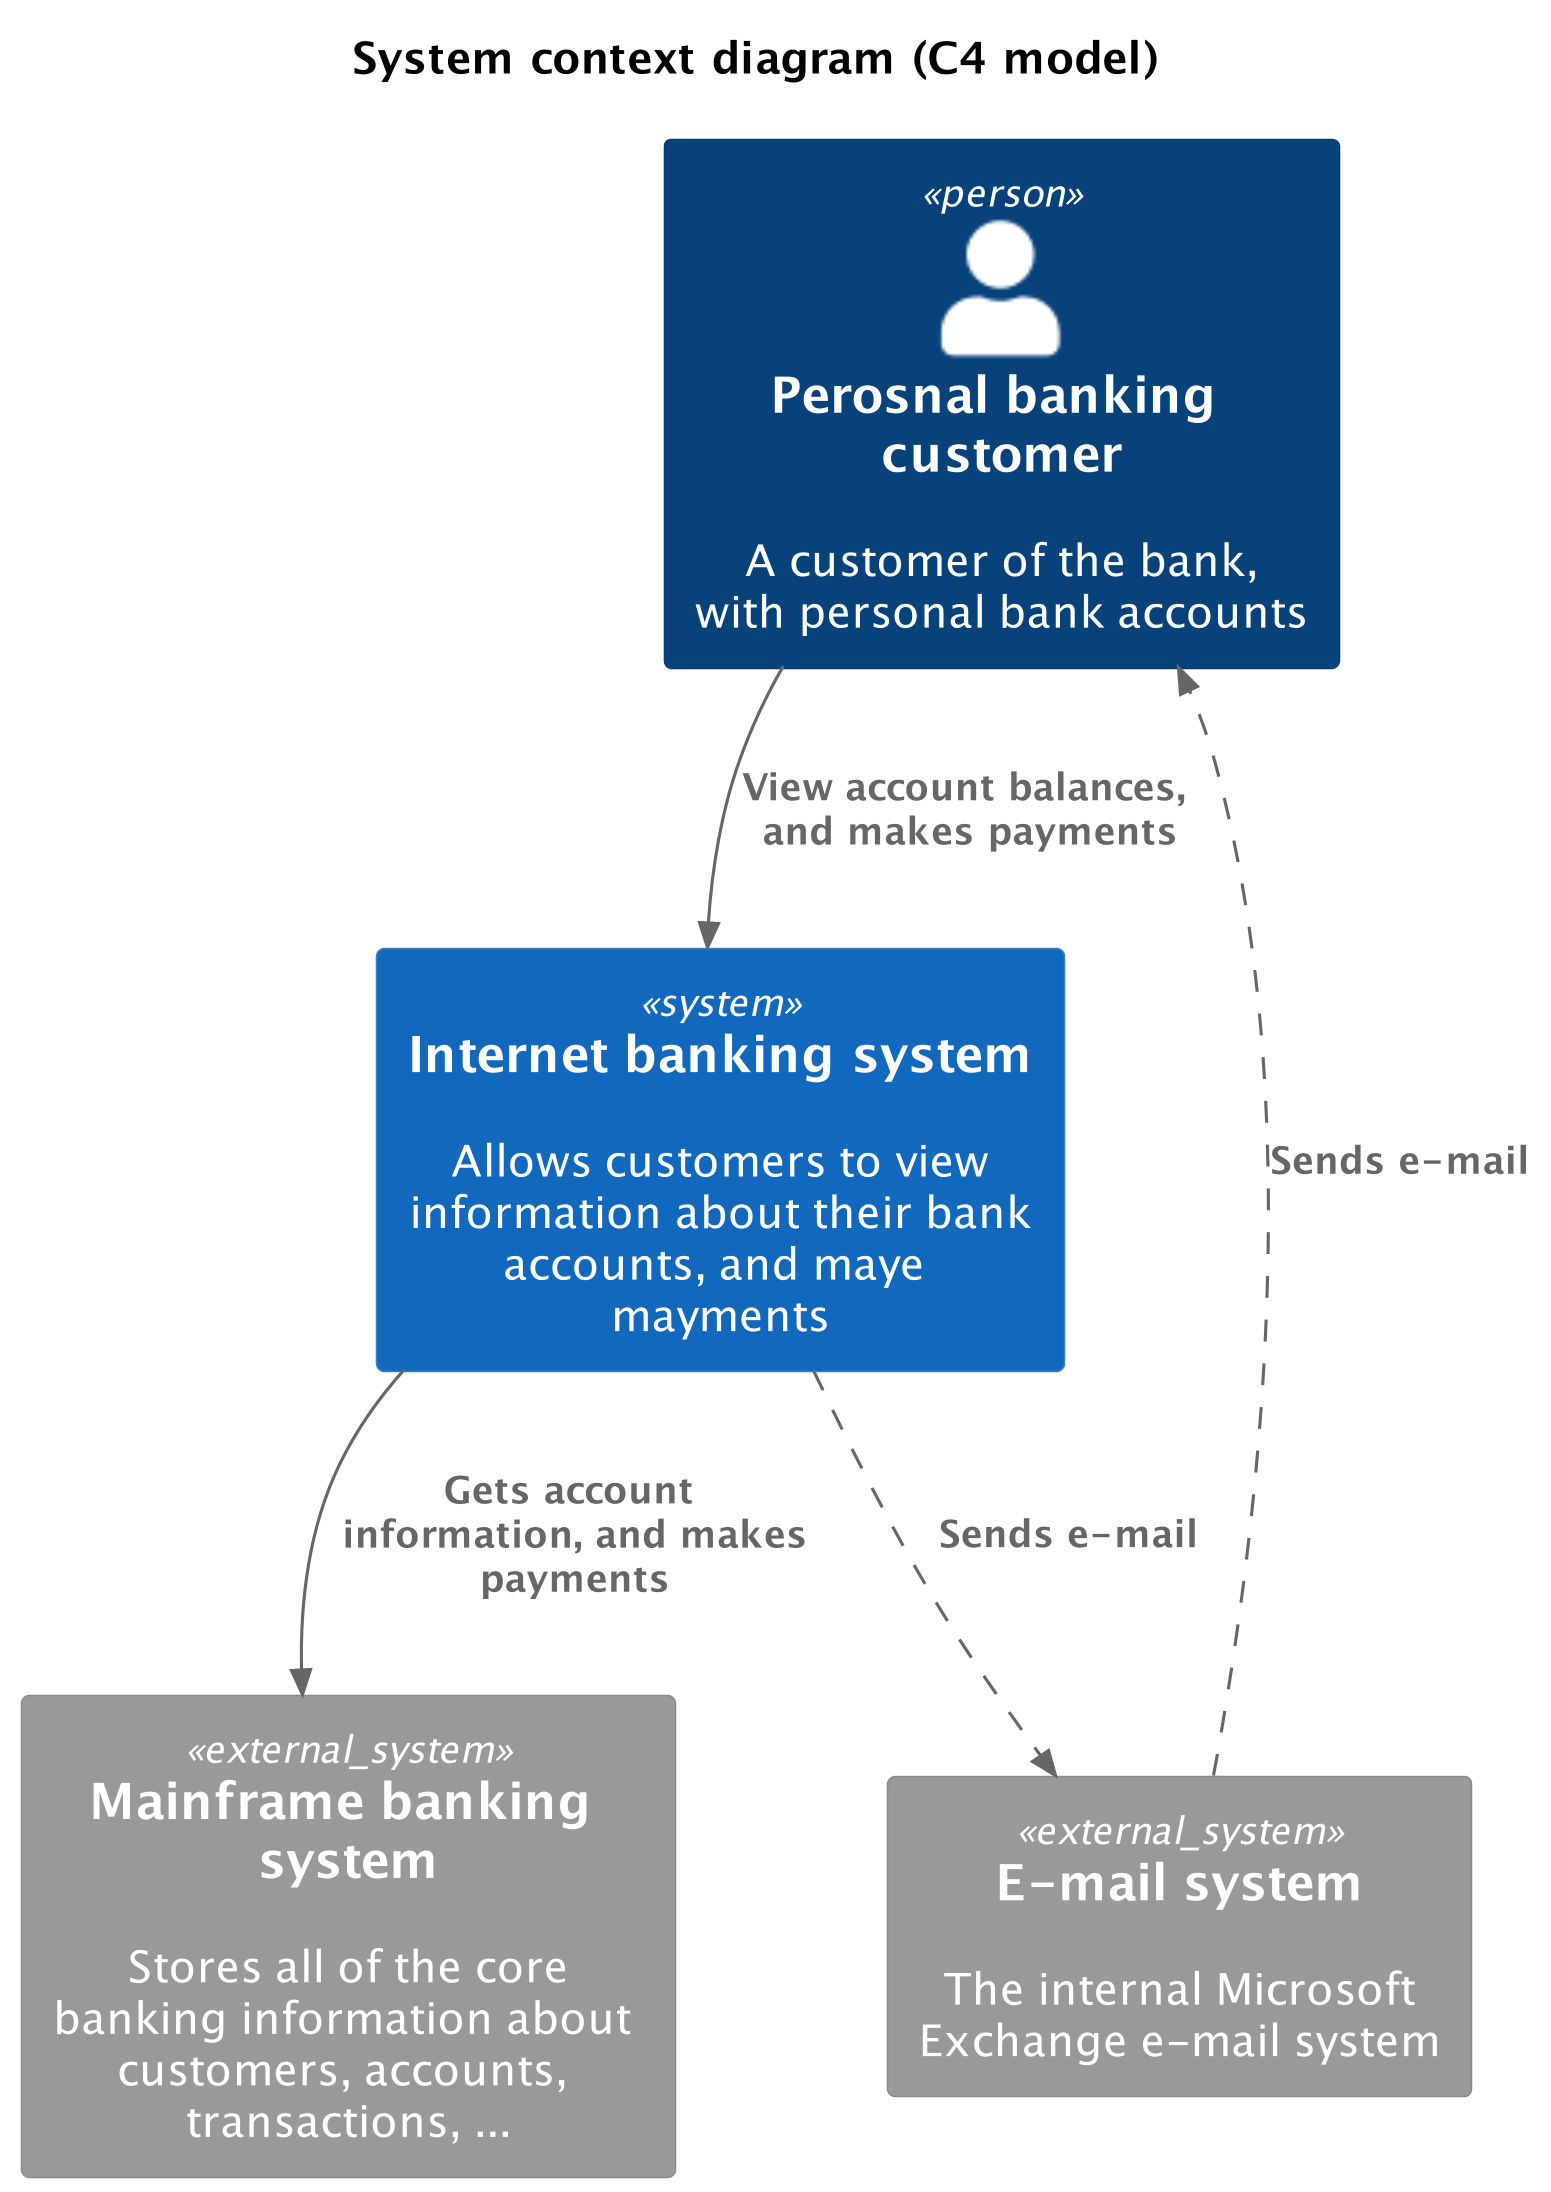 System context diagram (C4 model)
«person»
Perosnal banking
customer
A customer of the bank,
with personal bank accounts
View account balances,
and makes payments
«system»
Internet banking system
Allows customers to view
information about their bank
accounts, and maye
mayments
Sends e-mail
Gets account
information, and makes
payments
Sends e-mail
«external_system»
Mainframe banking
system
Stores all of the core
banking information about
customers, accounts,
transactions, ...
«external_system»
E-mail system
The internal Microsoft
Exchange e-mail system